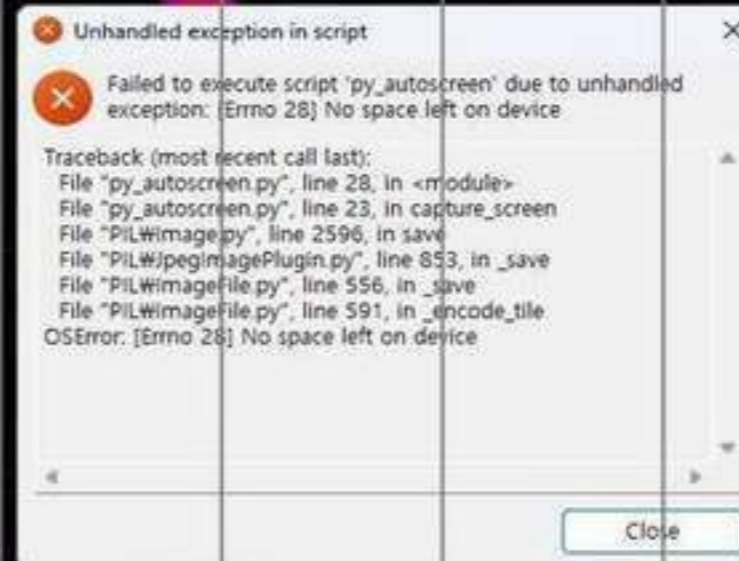 Unhandled exception in script
Failed to execute script 'py_autoscreen' due to unhandled
exception: [Errno 28] No space left on device
Traceback (most recent call last):
File "py_autoscreen.py", line 28, in <module>
File "py_autoscreen.py", line 23, in capture_screen
File "PIL₩Image.py", line 2596, in save
File "PIL₩JpegImagePlugin.py", line 853, in _save
File "PIL₩ImageFile.py", line 556, in _save
File "PIL₩ImageFile.py", line 591, in _encode_tile
OSError: [Errno 28] No space left on device
Close